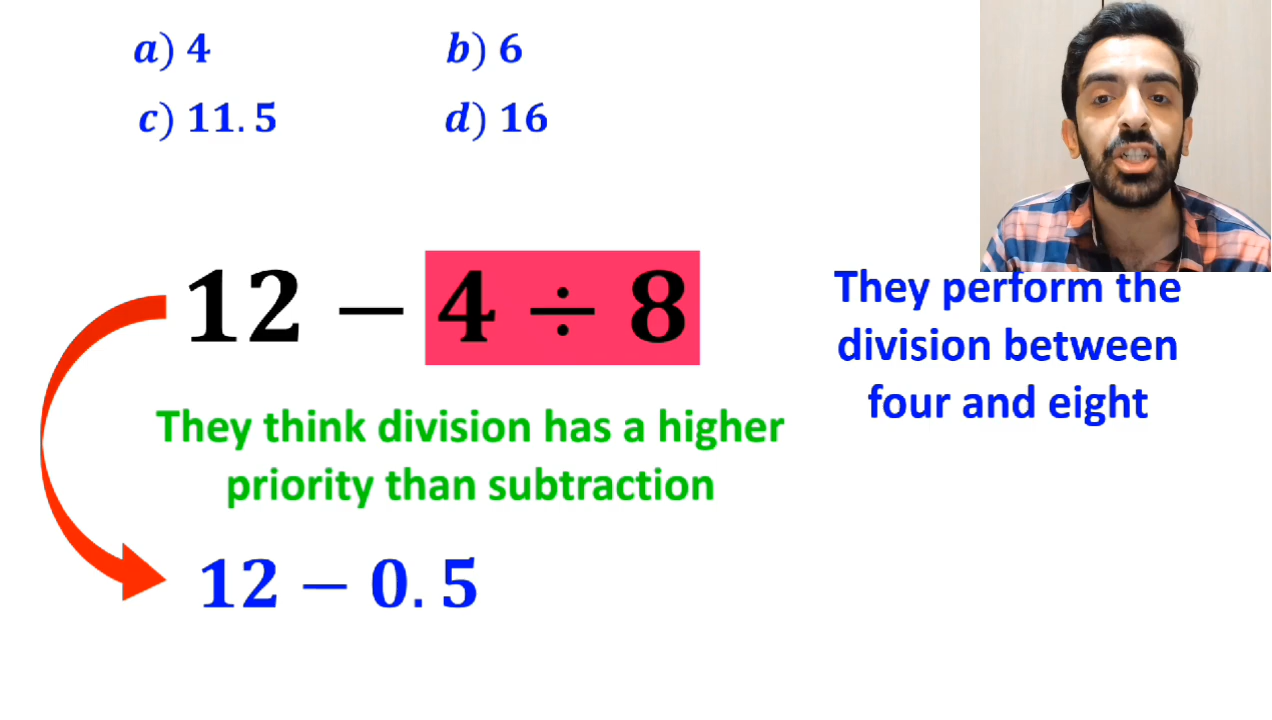 a) 4 b) 6
c) 11.5 d) 16
12 − 4 ÷ 8
They perform the
division between
four and eight
They think division has a higher
priority than subtraction
12 − 0.5